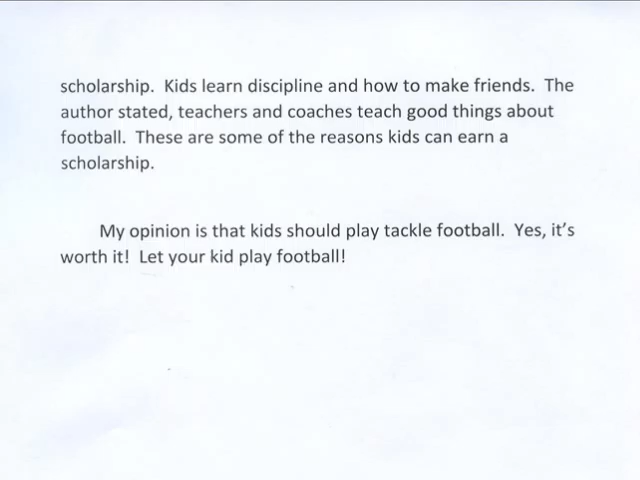 scholarship.  Kids learn discipline and how to make friends.  The
author stated, teachers and coaches teach good things about
football.  These are some of the reasons kids can earn a
scholarship.
My opinion is that kids should play tackle football.  Yes, it's
worth it!  Let your kid play football!